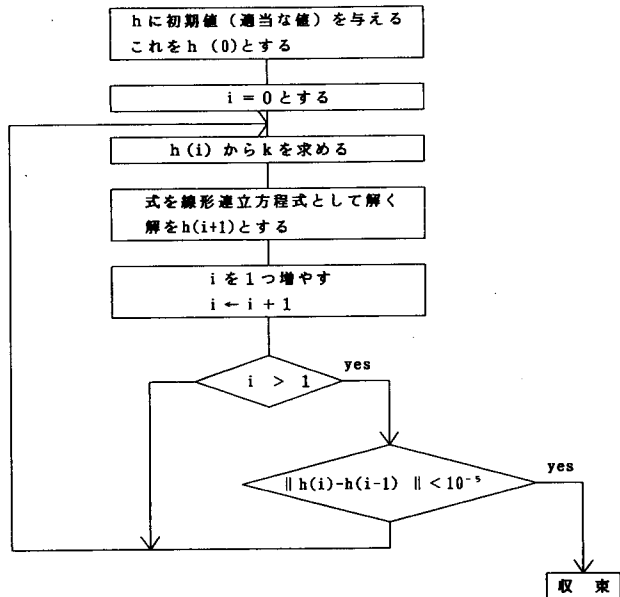 hに初期値（適当な値）を与える
これをh (0)とする
i = 0とする
h(i) からkを求める
式を線形連立方程式として解く
解をh(i+1)とする
iを1つ増やす
i ← i + 1
yes
i > 1
yes
‖h(i)-h(i-1) ‖<10⁻⁵
収 束